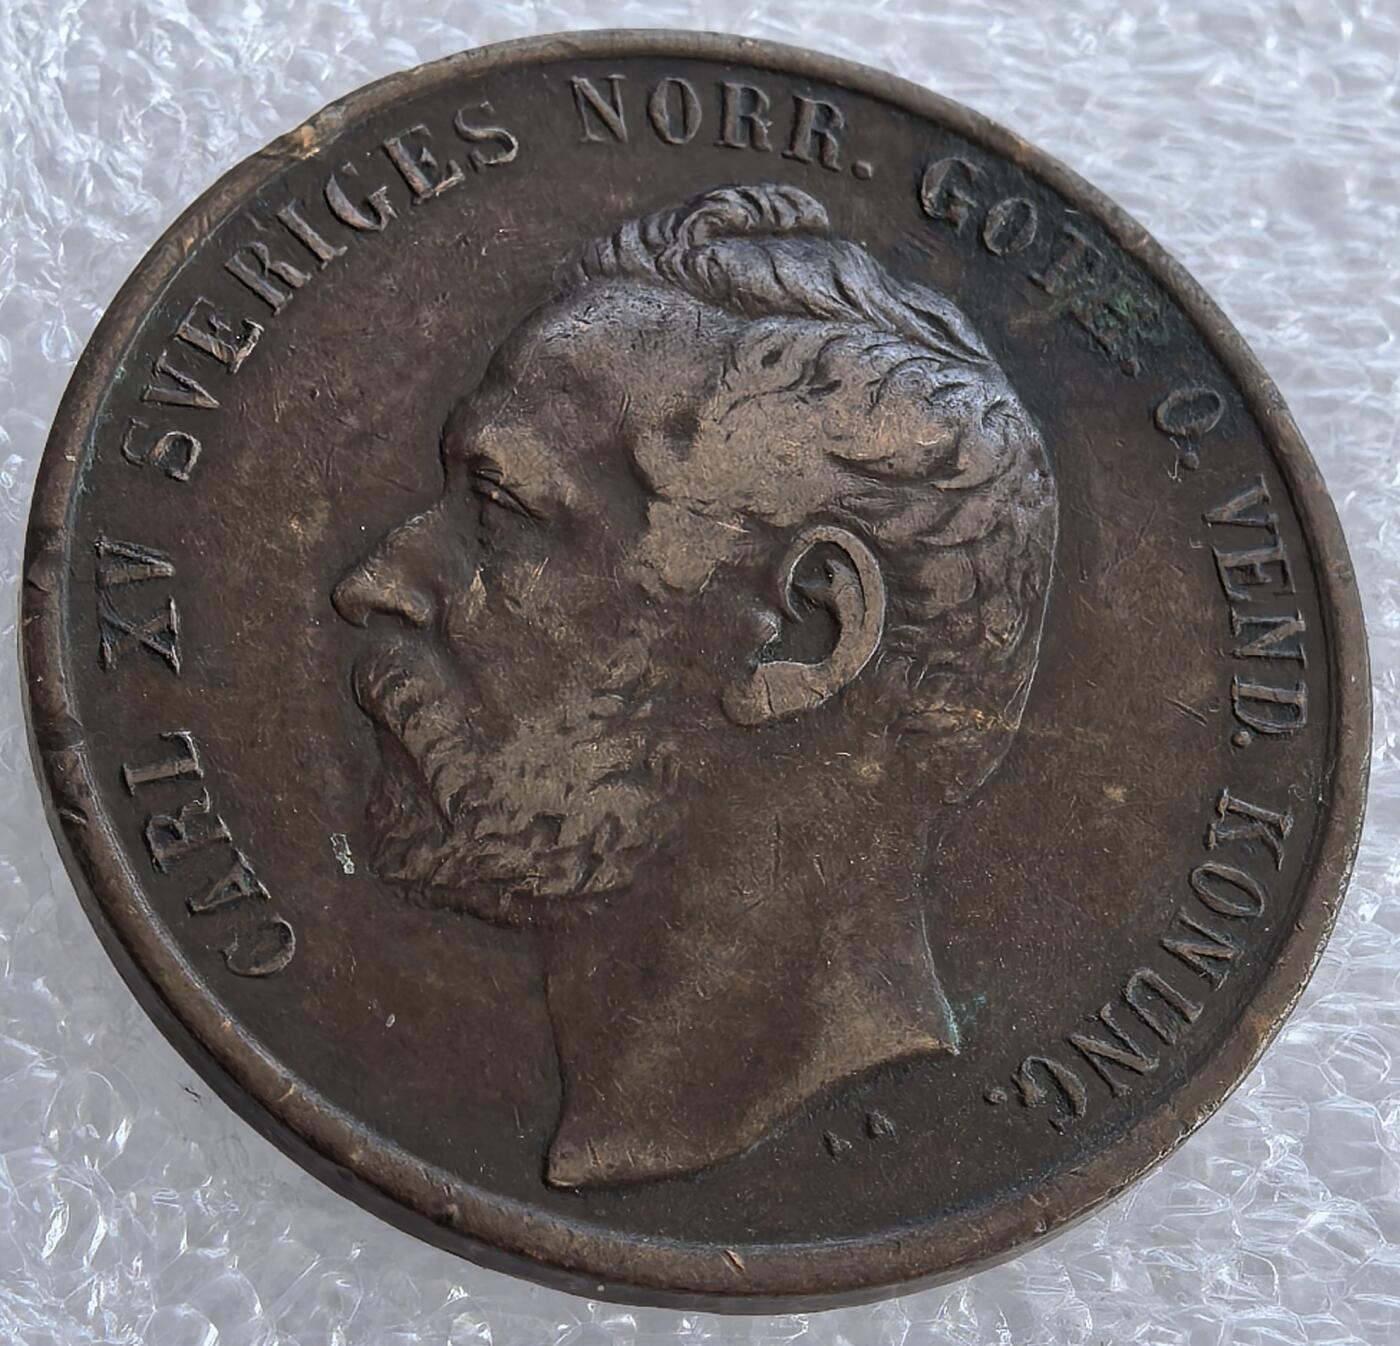 CARL XV SVERIGES NORR. GOTH. O. VEND. KONUNG.